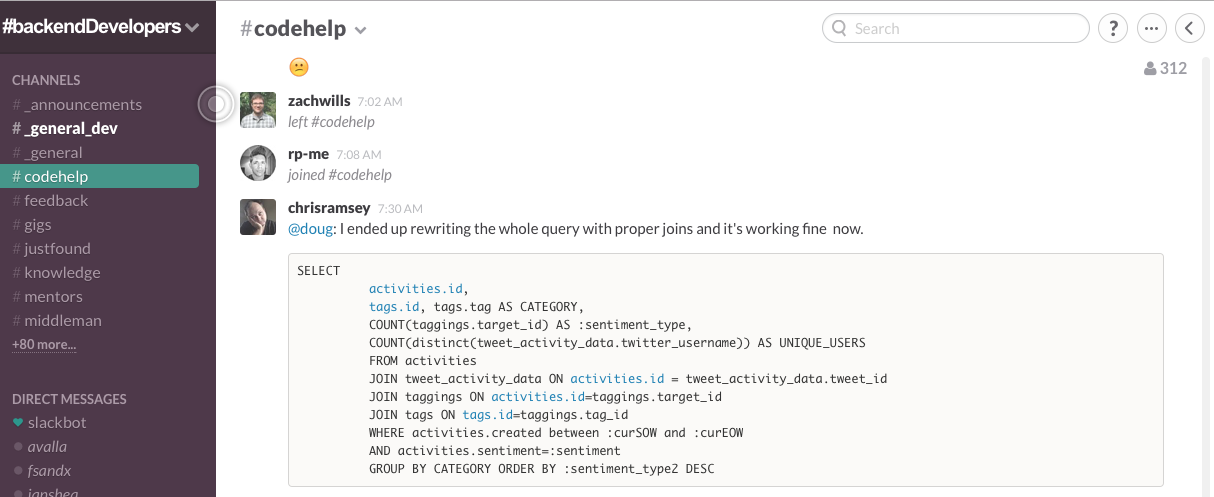 #backendDevelopers
CHANNELS
# _announcements
# _general_dev
# _general
# codehelp
# feedback
# gigs
# justfound
# knowledge
# mentors
# middleman
+80 more...
DIRECT MESSAGES
slackbot
avalla
fsandx
janshea
#codehelp
Search
?
312
zachwills 7:02 AM
left #codehelp
rp-me 7:08 AM
joined #codehelp
chrisramsey 7:30 AM
@doug: I ended up rewriting the whole query with proper joins and it's working fine now.
SELECT
activities.id,
tags.id, tags.tag AS CATEGORY,
COUNT(taggings.target_id) AS :sentiment_type,
COUNT(distinct(tweet_activity_data.twitter_username)) AS UNIQUE_USERS
FROM activities
JOIN tweet_activity_data ON activities.id = tweet_activity_data.tweet_id
JOIN taggings ON activities.id=taggings.target_id
JOIN tags ON tags.id=taggings.tag_id
WHERE activities.created between :curSOW and :curEOW
AND activities.sentiment=:sentiment
GROUP BY CATEGORY ORDER BY :sentiment_type2 DESC